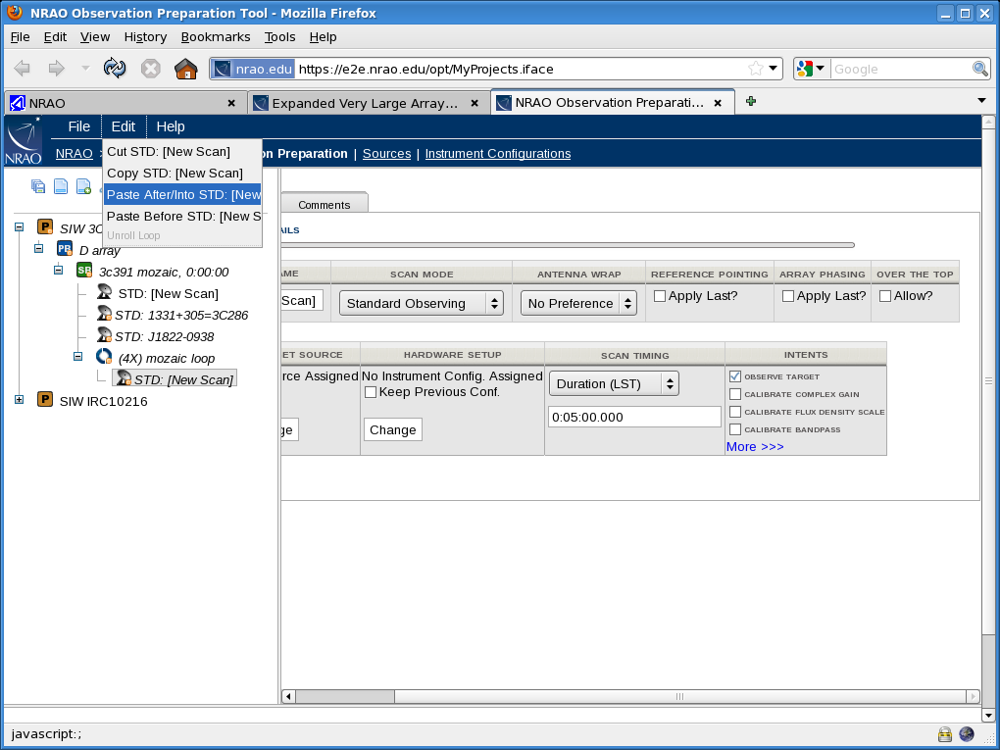 NRAO Observation Preparation Tool - Mozilla Firefox
File Edit View History Bookmarks Tools Help
nrao.edu https://e2e.nrao.edu/opt/MyProjects.iface Google
NRAO Expanded Very Large Array... NRAO Observation Preparati...
File Edit Help
NRAO
NRAO > on Preparation | Sources | Instrument Configurations
Cut STD: [New Scan]
Copy STD: [New Scan]
Paste After/Into STD: [New
Paste Before STD: [New S
Unroll Loop
SIW 3C
D array
3c391 mozaic, 0:00:00
STD: [New Scan]
STD: 1331+305=3C286
STD: J1822-0938
(4X) mozaic loop
STD: [New Scan]
SIW IRC10216
Comments
AILS
AME SCAN MODE ANTENNA WRAP REFERENCE POINTING ARRAY PHASING OVER THE TOP
Scan] Standard Observing No Preference Apply Last? Apply Last? Allow?
ET SOURCE HARDWARE SETUP SCAN TIMING INTENTS
rce Assigned No Instrument Config. Assigned Duration (LST) OBSERVE TARGET
Keep Previous Conf. CALIBRATE COMPLEX GAIN
0:05:00.000 CALIBRATE FLUX DENSITY SCALE
ge Change CALIBRATE BANDPASS
More >>>
javascript:;